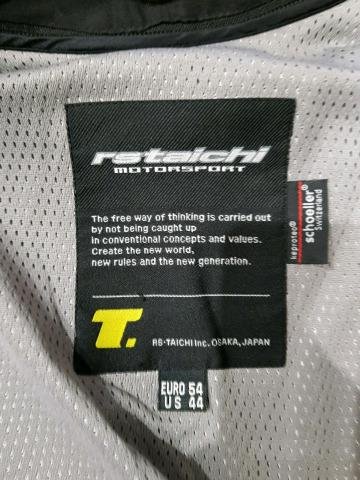 rstaichi
MOTORSPORT
The free way of thinking is carried out
by not being caught up
in conventional concepts and values.
Create the new world,
new rules and the new generation.
T.
RS-TAICHI Inc. OSAKA, JAPAN
keprotec®
schoeller®
Switzerland
EURO 54
US 44